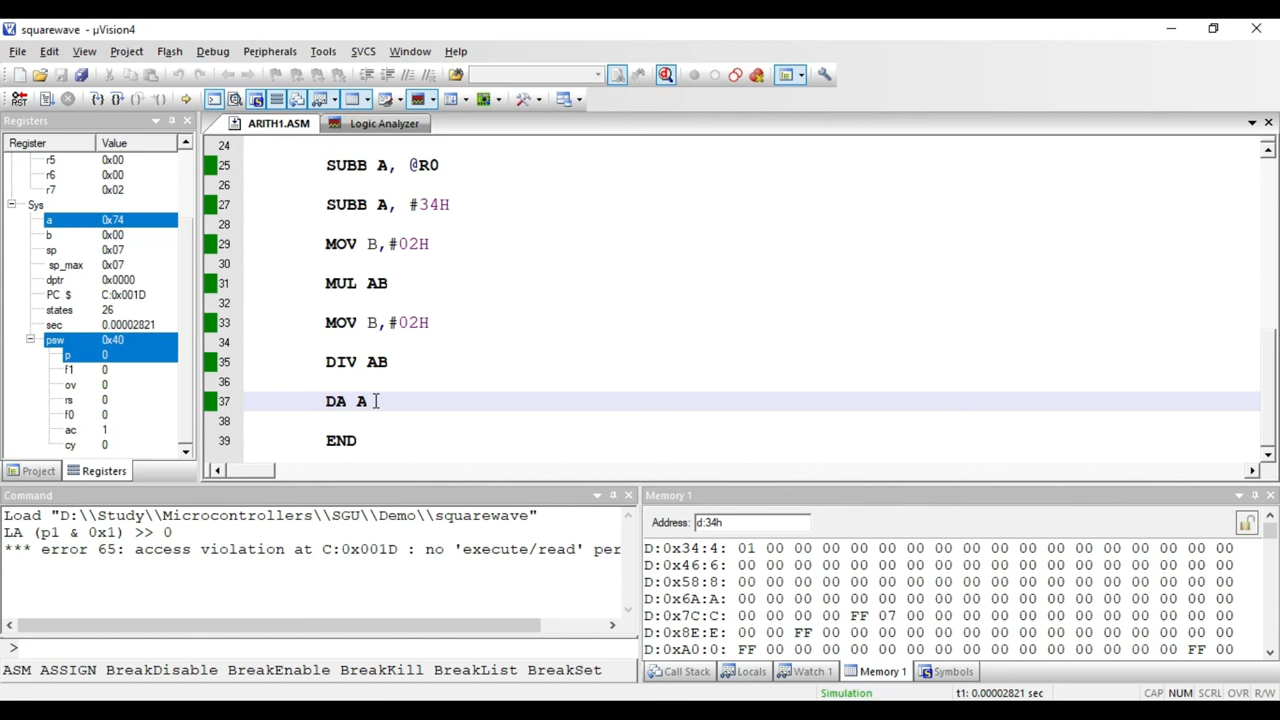 squarewave - µVision4
File Edit View Project Flash Debug Peripherals Tools SVCS Window Help
RST
Registers
ARITH1.ASM Logic Analyzer
Register Value
r5 0x00
r6 0x00
r7 0x02
Sys
a 0x74
b 0x00
sp 0x07
sp_max 0x07
dptr 0x0000
PC $ C:0x001D
states 26
sec 0.00002821
psw 0x40
p 0
f1 0
ov 0
rs 0
f0 0
ac 1
cy 0
Project Registers
24
25 SUBB A, @R0
26
27 SUBB A, #34H
28
29 MOV B,#02H
30
31 MUL AB
32
33 MOV B,#02H
34
35 DIV AB
36
37 DA A
38
39 END
Command
Load "D:\\Study\\Microcontrollers\\SGU\\Demo\\squarewave"
LA (p1 & 0x1) >> 0
*** error 65: access violation at C:0x001D : no 'execute/read' per
>
ASM ASSIGN BreakDisable BreakEnable BreakKill BreakList BreakSet
Memory 1
Address: d:34h
D:0x34:4: 01 00 00 00 00 00 00 00 00 00 00 00 00 00 00 00 00 00
D:0x46:6: 00 00 00 00 00 00 00 00 00 00 00 00 00 00 00 00 00 00
D:0x58:8: 00 00 00 00 00 00 00 00 00 00 00 00 00 00 00 00 00 00
D:0x6A:A: 00 00 00 00 00 00 00 00 00 00 00 00 00 00 00 00 00 00
D:0x7C:C: 00 00 00 00 FF 07 00 00 00 00 00 00 00 00 00 00 00 00
D:0x8E:E: 00 00 FF 00 00 00 00 00 00 00 00 00 00 00 00 00 00 00
D:0xA0:0: FF 00 00 00 00 00 00 00 00 00 00 00 00 00 00 00 FF 00
Call Stack Locals Watch 1 Memory 1 Symbols
Simulation t1: 0.00002821 sec CAP NUM SCRL OVR R/W